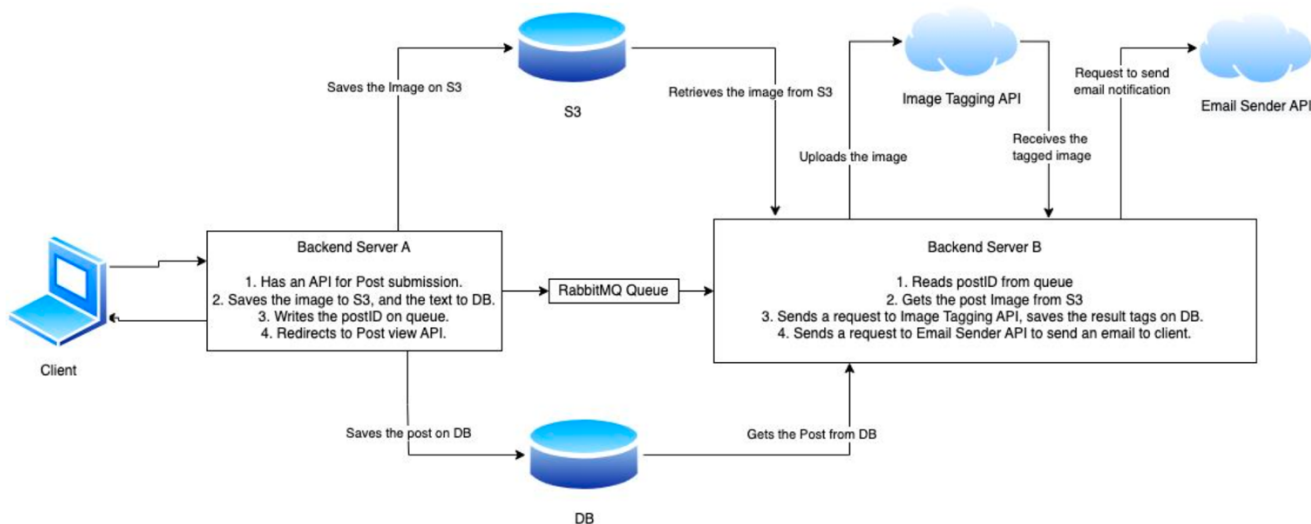 Saves the Image on S3
S3
Retrieves the image from S3
Uploads the image
Image Tagging API
Receives the
tagged image
Request to send
email notification
Email Sender API
Client
Backend Server A
1. Has an API for Post submission.
2. Saves the image to S3, and the text to DB.
3. Writes the postID on queue.
4. Redirects to Post view API.
RabbitMQ Queue
Backend Server B
1. Reads postID from queue
2. Gets the post Image from S3
3. Sends a request to Image Tagging API, saves the result tags on DB.
4. Sends a request to Email Sender API to send an email to client.
Saves the post on DB
DB
Gets the Post from DB